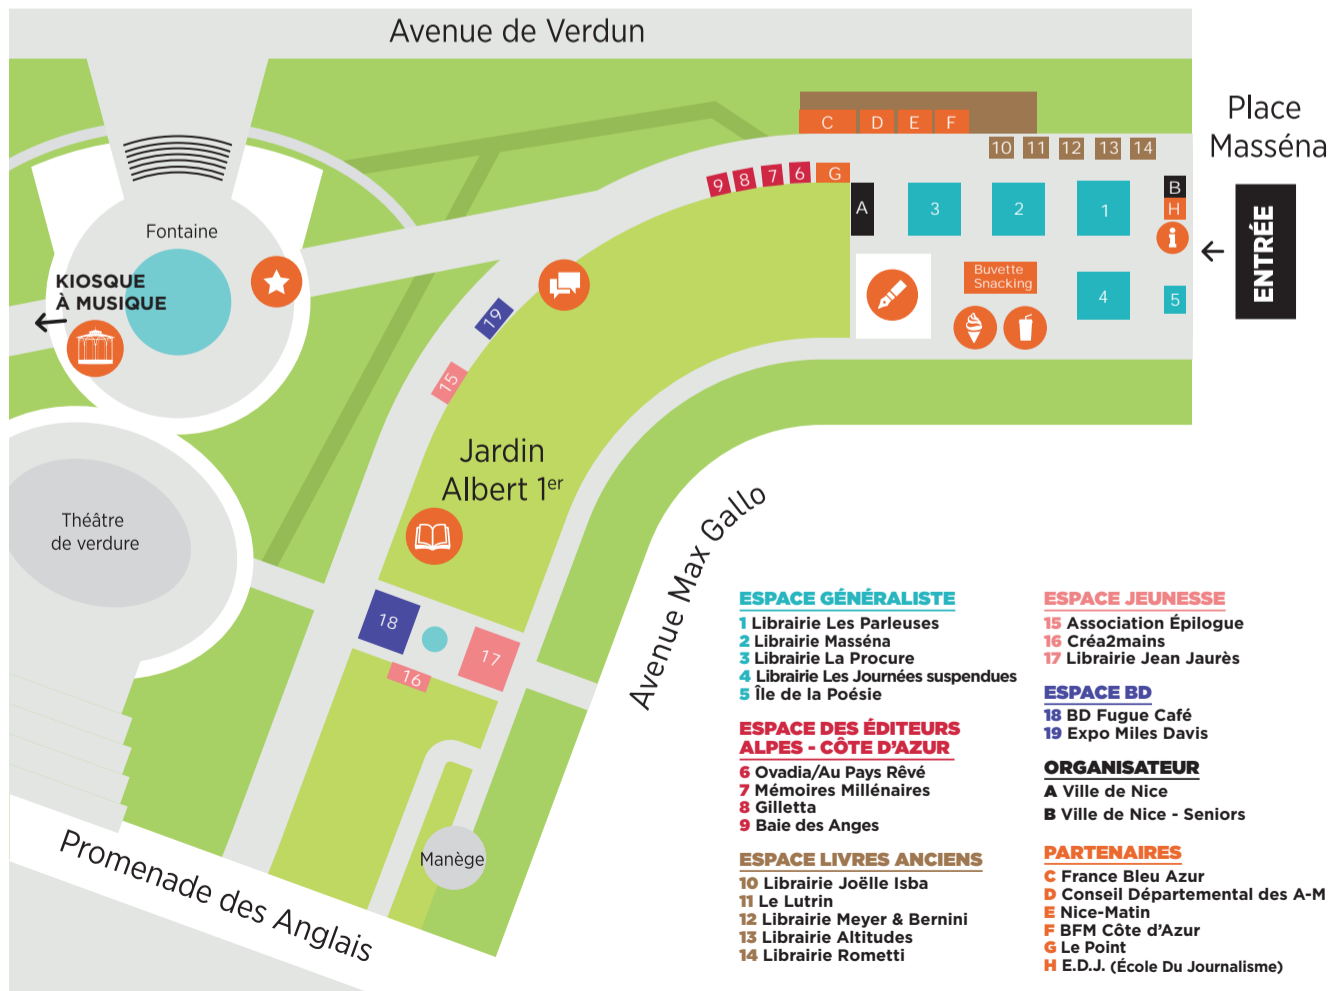 Avenue de Verdun
Place
Masséna
ENTRÉE
C
D
E
F
10
11
12
13
14
9
8
7
6
G
A
3
2
1
B
H
i
Buvette
Snacking
4
5
Fontaine
KIOSQUE
À MUSIQUE
19
15
Jardin
Albert 1er
Théâtre
de verdure
18
17
16
Avenue Max Gallo
Manège
Promenade des Anglais
ESPACE GÉNÉRALISTE
1 Librairie Les Parleuses
2 Librairie Masséna
3 Librairie La Procure
4 Librairie Les Journées suspendues
5 Île de la Poésie
ESPACE DES ÉDITEURS
ALPES - CÔTE D'AZUR
6 Ovadia/Au Pays Rêvé
7 Mémoires Millénaires
8 Gilletta
9 Baie des Anges
ESPACE LIVRES ANCIENS
10 Librairie Joëlle Isba
11 Le Lutrin
12 Librairie Meyer & Bernini
13 Librairie Altitudes
14 Librairie Rometti
ESPACE JEUNESSE
15 Association Épilogue
16 Créa2mains
17 Librairie Jean Jaurès
ESPACE BD
18 BD Fugue Café
19 Expo Miles Davis
ORGANISATEUR
A Ville de Nice
B Ville de Nice - Seniors
PARTENAIRES
C France Bleu Azur
D Conseil Départemental des A-M
E Nice-Matin
F BFM Côte d'Azur
G Le Point
H E.D.J. (École Du Journalisme)